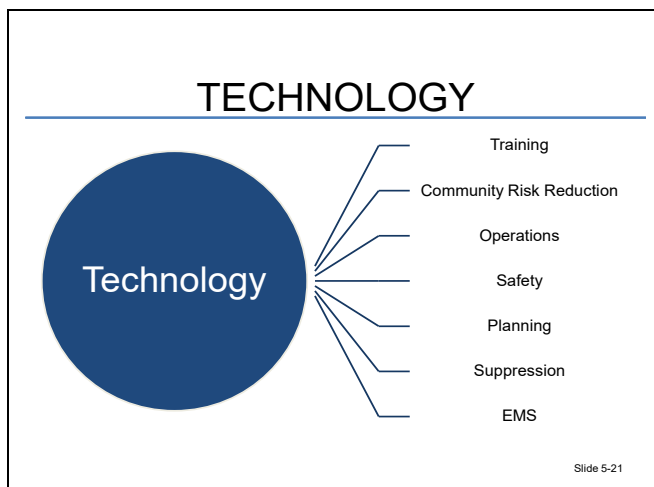 TECHNOLOGY
Technology
Training
Community Risk Reduction
Operations
Safety
Planning
Suppression
EMS
Slide 5-21